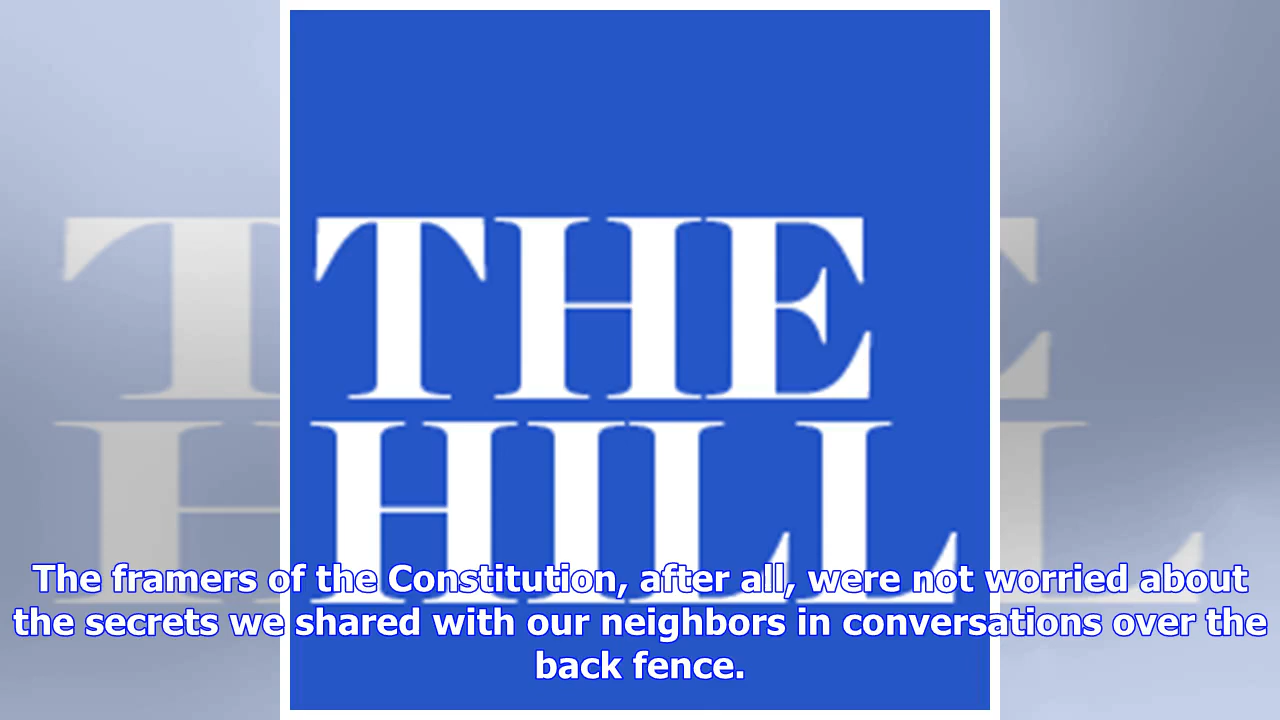 THE
HILL
The framers of the Constitution, after all, were not worried about
the secrets we shared with our neighbors in conversations over the
back fence.